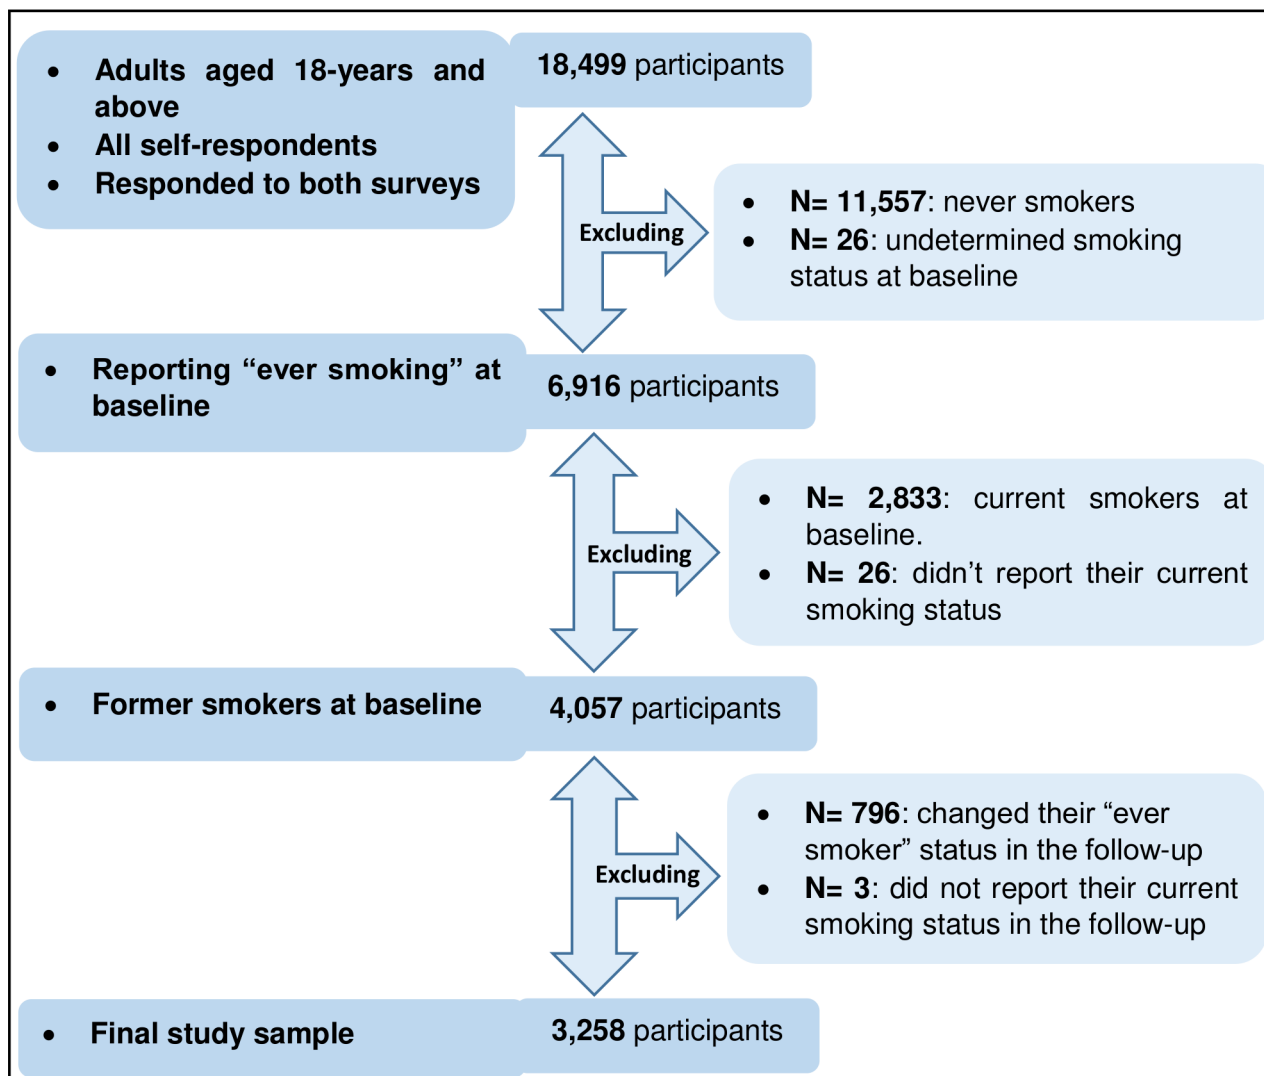 • Adults aged 18-years and
above
• All self-respondents
• Responded to both surveys
18,499 participants
Excluding
• N= 11,557: never smokers
• N= 26: undetermined smoking
status at baseline
• Reporting “ever smoking” at
baseline
6,916 participants
Excluding
• N= 2,833: current smokers at
baseline.
• N= 26: didn’t report their current
smoking status
• Former smokers at baseline
4,057 participants
Excluding
• N= 796: changed their “ever
smoker” status in the follow-up
• N= 3: did not report their current
smoking status in the follow-up
• Final study sample
3,258 participants